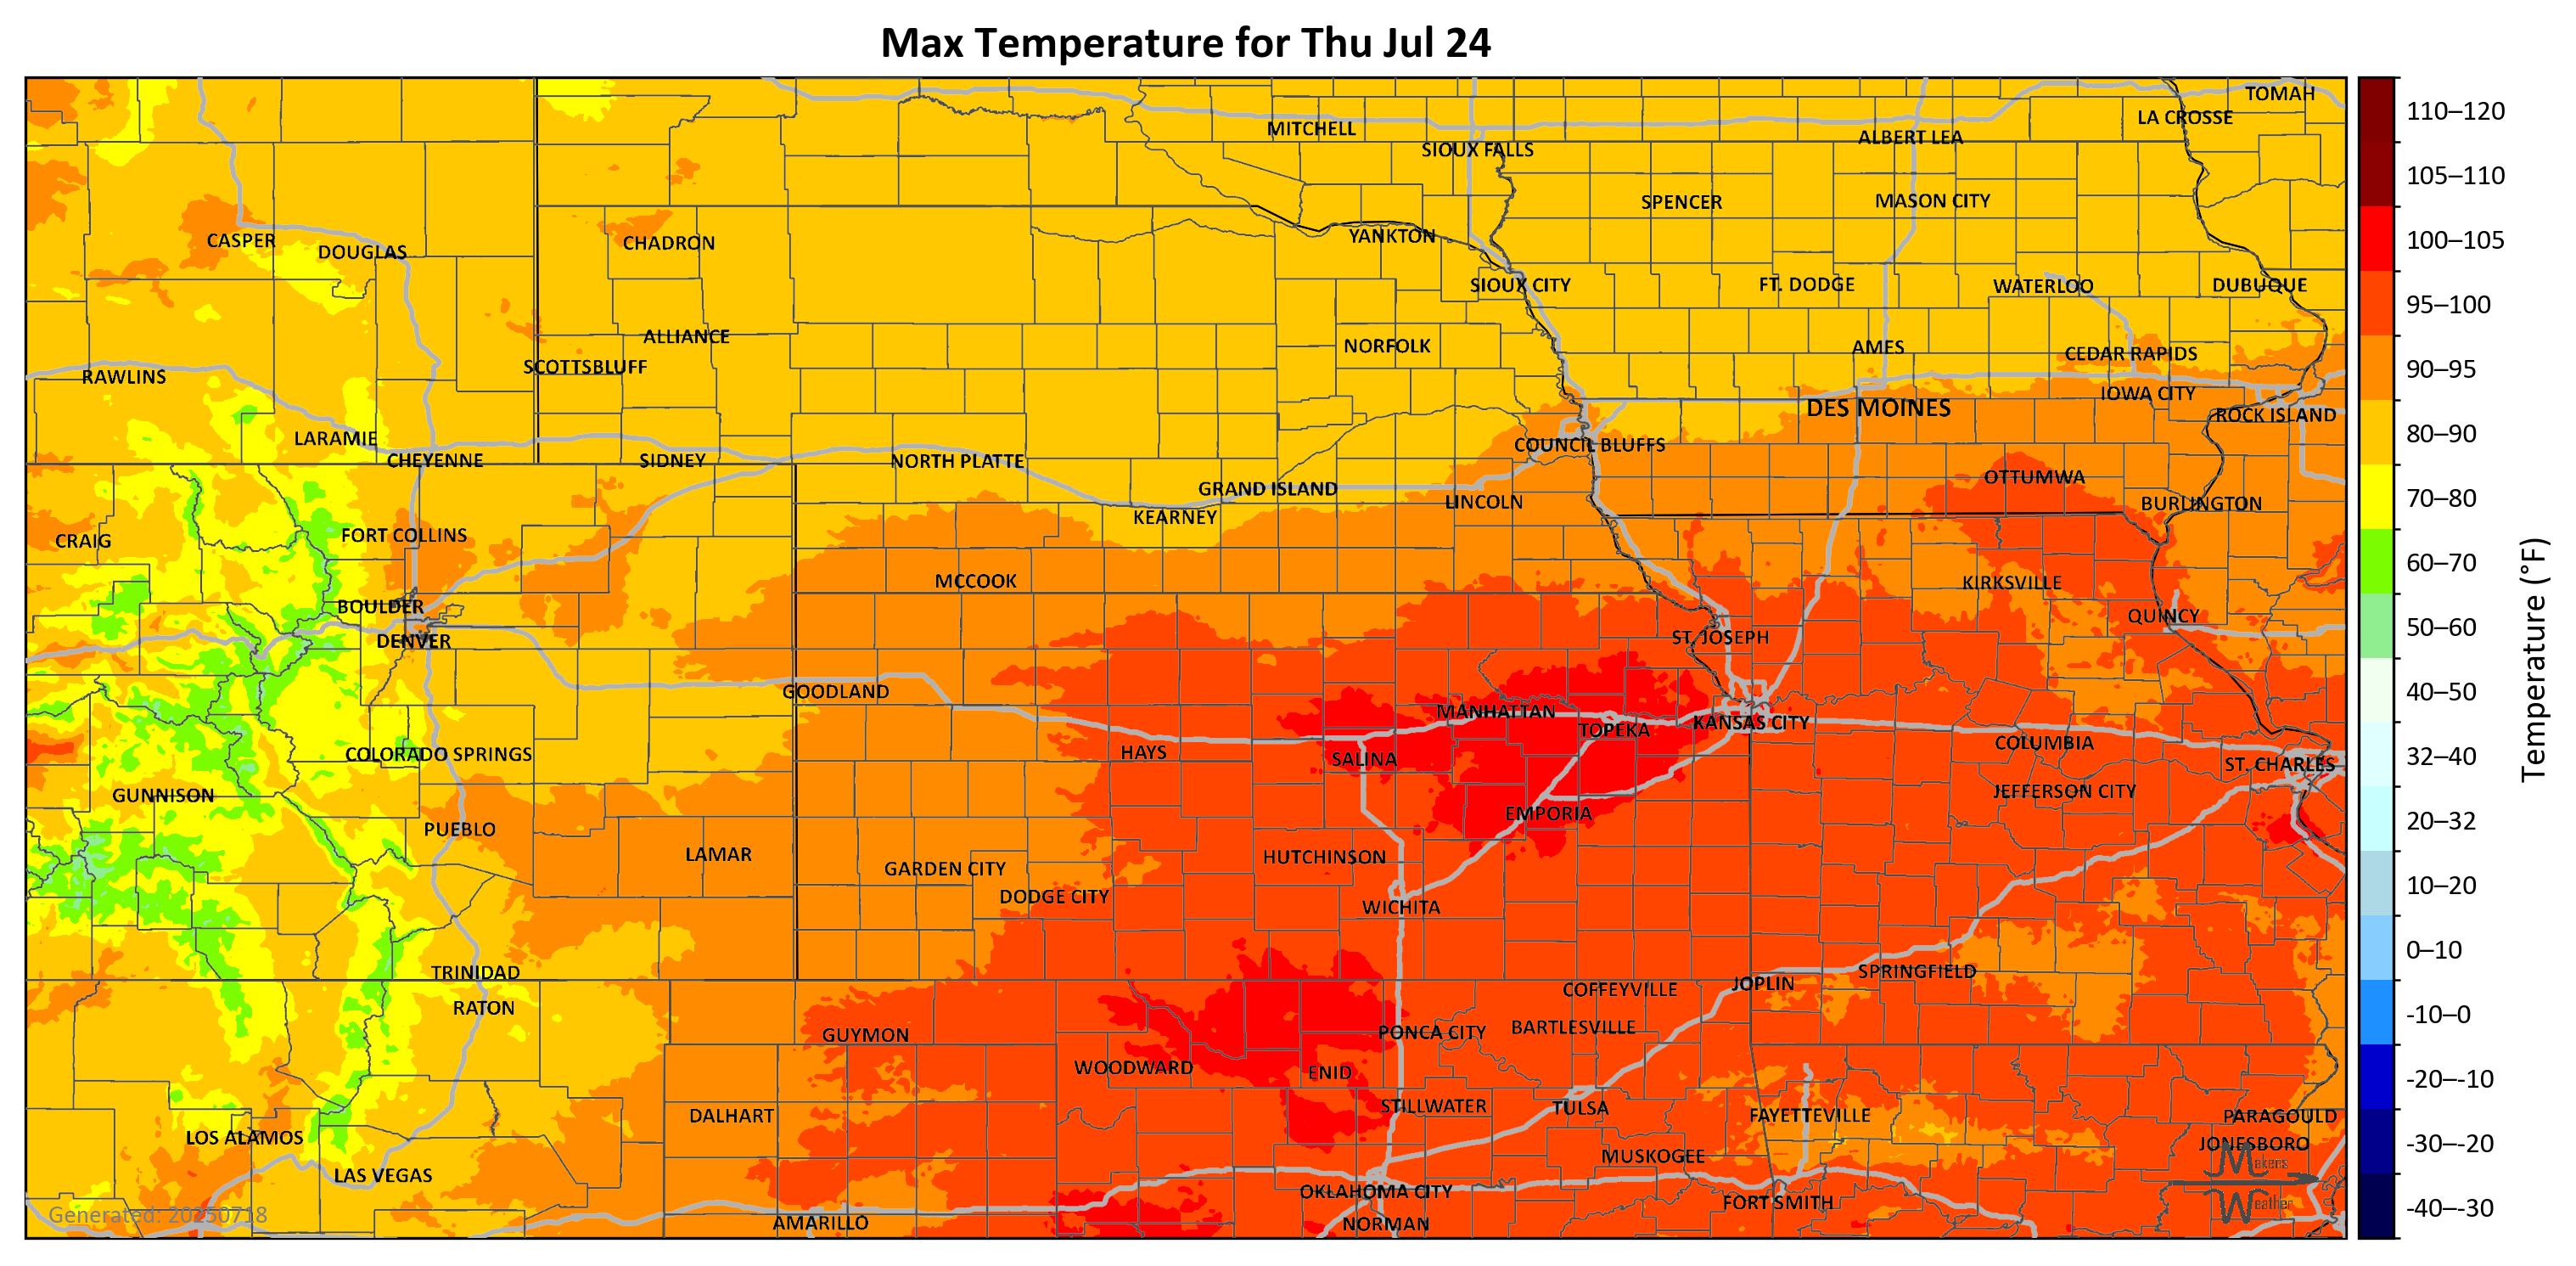 Max Temperature for Thu Jul 24
TOMAH
LA CROSSE
MITCHELL
ALBERT LEA
SIOUX FALLS
SPENCER
MASON CITY
YANKTON
CASPER
CHADRON
DOUGLAS
SIOUX CITY
FT. DODGE
WATERLOO
DUBUQUE
ALLIANCE
NORFOLK
AMES
CEDAR RAPIDS
SCOTTSBLUFF
RAWLINS
IOWA CITY
DES MOINES
ROCK ISLAND
LARAMIE
COUNCIL BLUFFS
CHEYENNE
SIDNEY
NORTH PLATTE
OTTUMWA
GRAND ISLAND
LINCOLN
BURLINGTON
KEARNEY
FORT COLLINS
CRAIG
MCCOOK
KIRKSVILLE
BOULDER
QUINCY
DENVER
ST. JOSEPH
GOODLAND
MANHATTAN
KANSAS CITY
TOPEKA
COLUMBIA
HAYS
COLORADO SPRINGS
SALINA
ST. CHARLES
JEFFERSON CITY
GUNNISON
EMPORIA
PUEBLO
LAMAR
HUTCHINSON
GARDEN CITY
DODGE CITY
WICHITA
TRINIDAD
SPRINGFIELD
JOPLIN
COFFEYVILLE
RATON
BARTLESVILLE
PONCA CITY
GUYMON
WOODWARD
ENID
STILLWATER
TULSA
DALHART
FAYETTEVILLE
PARAGOULD
LOS ALAMOS
JONESBORO
MUSKOGEE
Makens
LAS VEGAS
OKLAHOMA CITY
FORT SMITH
Weather
Generated: 20250718
AMARILLO
NORMAN
110–120
105–110
100–105
95–100
90–95
80–90
70–80
60–70
50–60
40–50
32–40
20–32
10–20
0–10
-10–0
-20–-10
-30–-20
-40–-30
Temperature (°F)